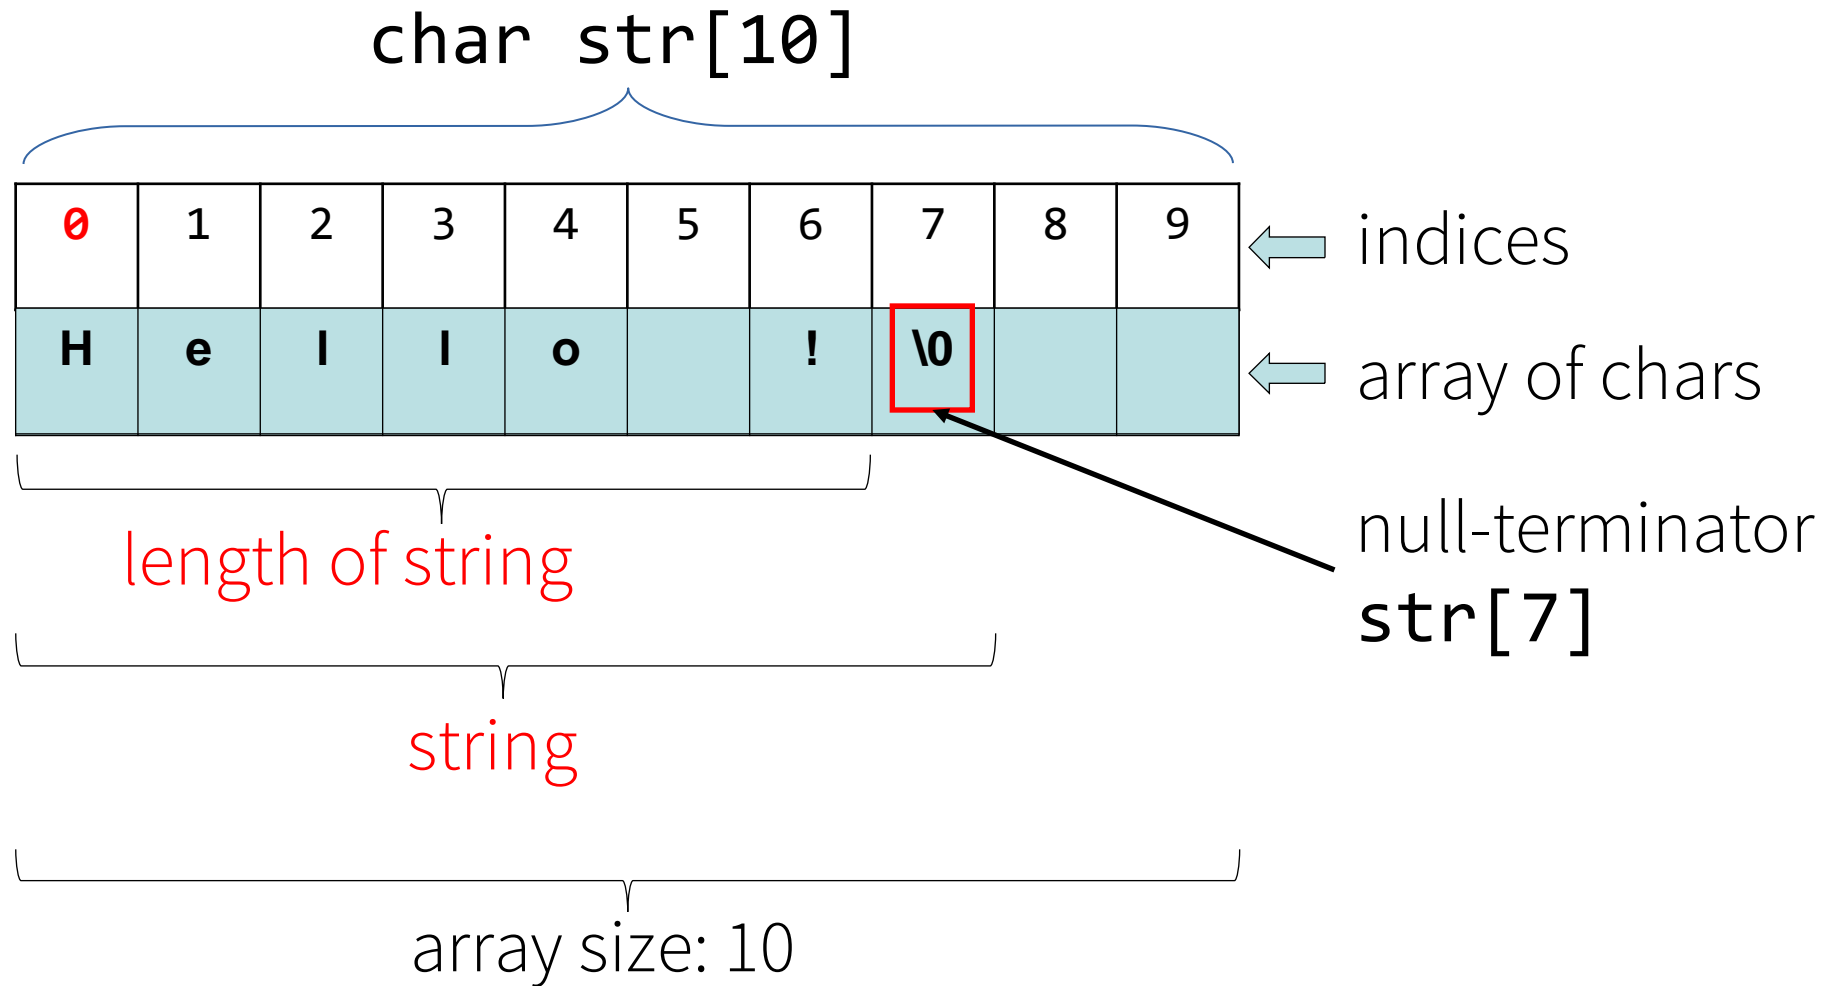 char str[10]
0 1 2 3 4 5 6 7 8 9
indices
H e l l o ! \0
array of chars
length of string
null-terminator
str[7]
string
array size: 10